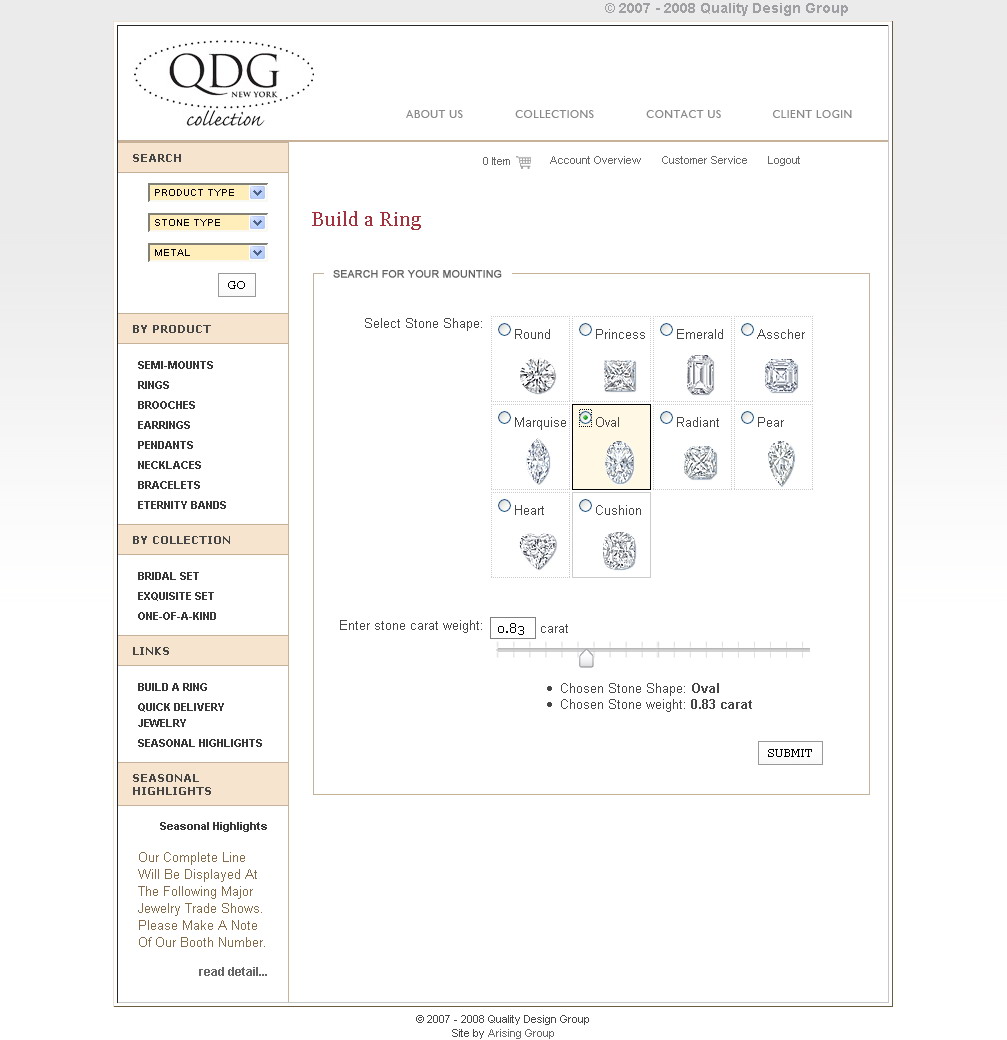 © 2007 - 2008 Quality Design Group
QDG
NEW YORK
collection
ABOUT US COLLECTIONS CONTACT US CLIENT LOGIN
0 Item Account Overview Customer Service Logout
SEARCH
PRODUCT TYPE
STONE TYPE
METAL
GO
BY PRODUCT
SEMI-MOUNTS
RINGS
BROOCHES
EARRINGS
PENDANTS
NECKLACES
BRACELETS
ETERNITY BANDS
BY COLLECTION
BRIDAL SET
EXQUISITE SET
ONE-OF-A-KIND
LINKS
BUILD A RING
QUICK DELIVERY
JEWELRY
SEASONAL HIGHLIGHTS
SEASONAL
HIGHLIGHTS
Seasonal Highlights
Our Complete Line
Will Be Displayed At
The Following Major
Jewelry Trade Shows.
Please Make A Note
Of Our Booth Number.
read detail...
Build a Ring
SEARCH FOR YOUR MOUNTING
Select Stone Shape: Round Princess Emerald Asscher
Marquise Oval Radiant Pear
Heart Cushion
Enter stone carat weight: 0.83 carat
• Chosen Stone Shape: Oval
• Chosen Stone weight: 0.83 carat
SUBMIT
© 2007 - 2008 Quality Design Group
Site by Arising Group